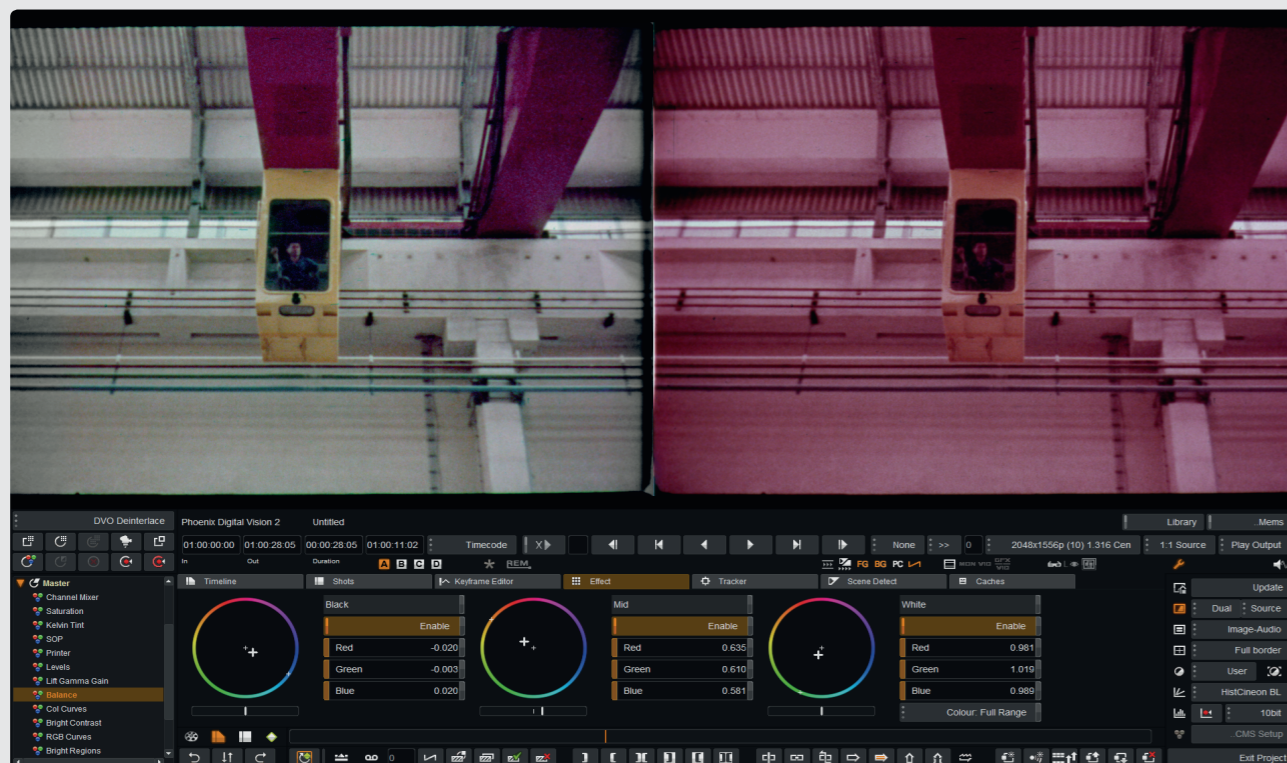 DVO Deinterlace
Phoenix Digital Vision 2 Untitled
Library ..Mems
01:00:00:00 01:00:28:05 00:00:28:05 01:00:11:02 Timecode X None >> 0 2048x1556p (10) 1.316 Cen 1:1 Source Play Output
In Out Duration A B C D REM FG BG PC
Master
Timeline Shots Keyframe Editor Effect Tracker Scene Detect Caches
Channel Mixer
Saturation
Kelvin Tint
SOP
Printer
Levels
Lift Gamma Gain
Balance
Col Curves
Bright Contrast
RGB Curves
Bright Regions
Black
Enable
Red -0.020
Green -0.003
Blue 0.020
Mid
Enable
Red 0.635
Green 0.610
Blue 0.581
White
Enable
Red 0.981
Green 1.019
Blue 0.989
Colour: Full Range
Update
Dual Source
Image-Audio
Full border
User
HistCineon BL
10bit
..CMS Setup
0
Exit Project